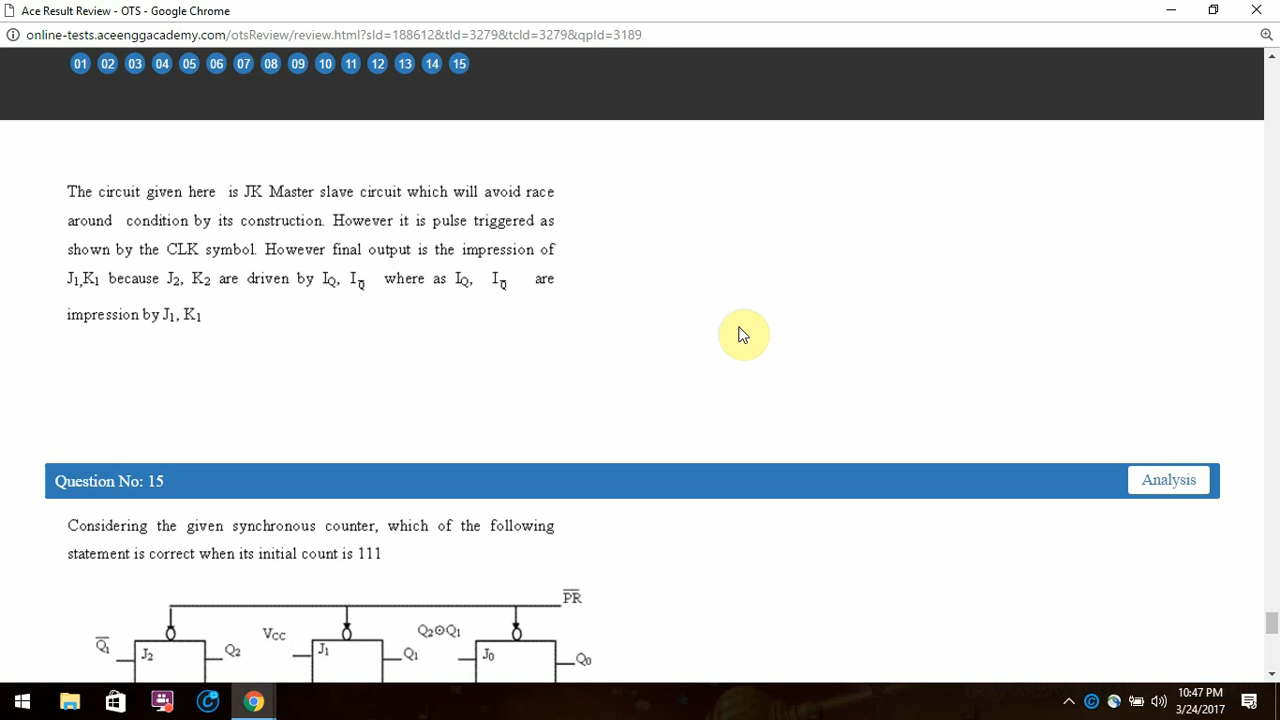 Ace Result Review - OTS - Google Chrome
online-tests.aceenggacademy.com/otsReview/review.html?sId=188612&tId=3279&tcId=3279&qpId=3189
01 02 03 04 05 06 07 08 09 10 11 12 13 14 15
The circuit given here is JK Master slave circuit which will avoid race
around condition by its construction. However it is pulse triggered as
shown by the CLK symbol. However final output is the impression of
J₁,K₁ because J₂, K₂ are driven by I_Q, I_Q̅ where as I_Q, I_Q̅ are
impression by J₁, K₁
Question No: 15 Analysis
Considering the given synchronous counter, which of the following
statement is correct when its initial count is 111
P̅R̅
Q̅₁ J₂ Q₂ V_CC J₁ Q₁ Q₂⊙Q₁ J₀ Q₀
10:47 PM
3/24/2017